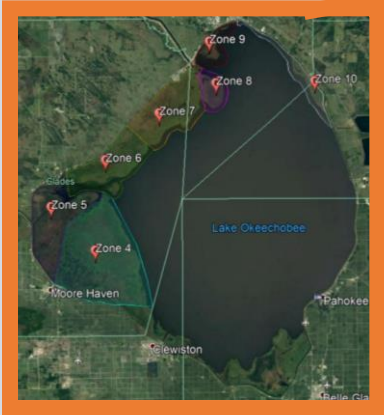 Zone 9
Zone 8
Zone 10
Zone 7
Zone 6
Glades
Zone 5
Lake Okeechobee
Zone 4
Moore Haven
Pahokee
Clewiston
Belle Gla